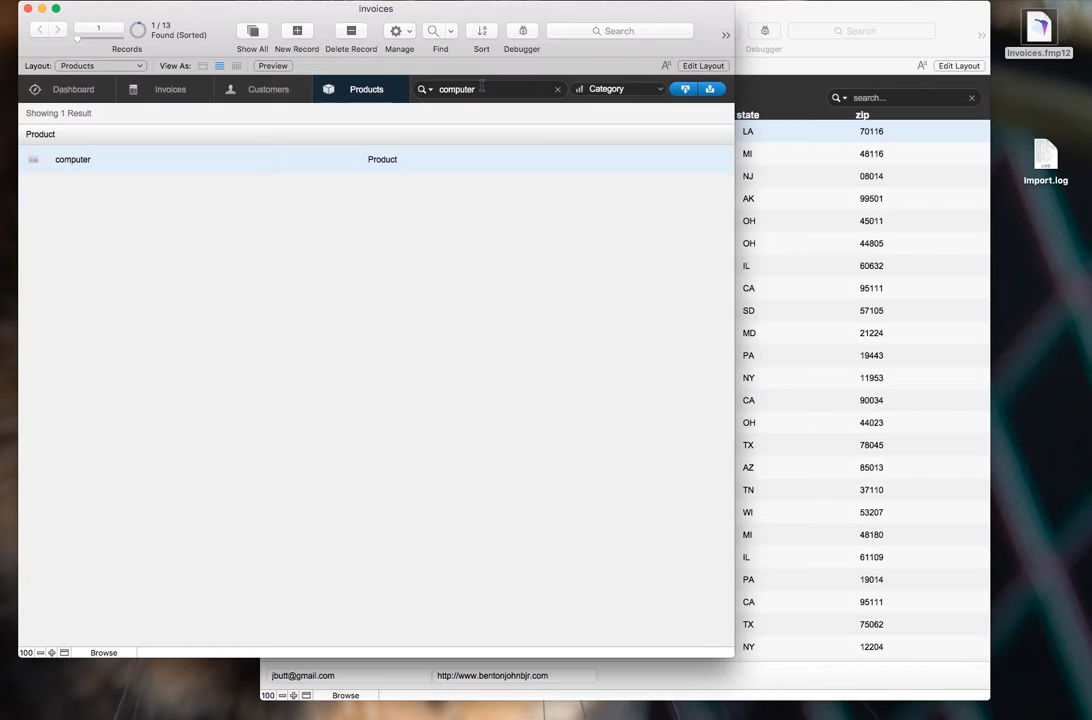 Invoices
1 / 13
Found (Sorted)
1
Records
Show All
New Record
Delete Record
Manage
Find
Sort
Debugger
Search
Layout: Products
View As:
Preview
Edit Layout
Dashboard
Invoices
Customers
Products
computer
Category
Showing 1 Result
Product
computer
Product
100
Browse
Debugger
Search
Edit Layout
search...
state
zip
LA 70116
MI 48116
NJ 08014
AK 99501
OH 45011
OH 44805
IL 60632
CA 95111
SD 57105
MD 21224
PA 19443
NY 11953
CA 90034
OH 44023
TX 78045
AZ 85013
TN 37110
WI 53207
MI 48180
IL 61109
PA 19014
CA 95111
TX 75062
NY 12204
jbutt@gmail.com
http://www.bentonjohnbjr.com
100
Browse
Invoices.fmp12
LOG
Import.log